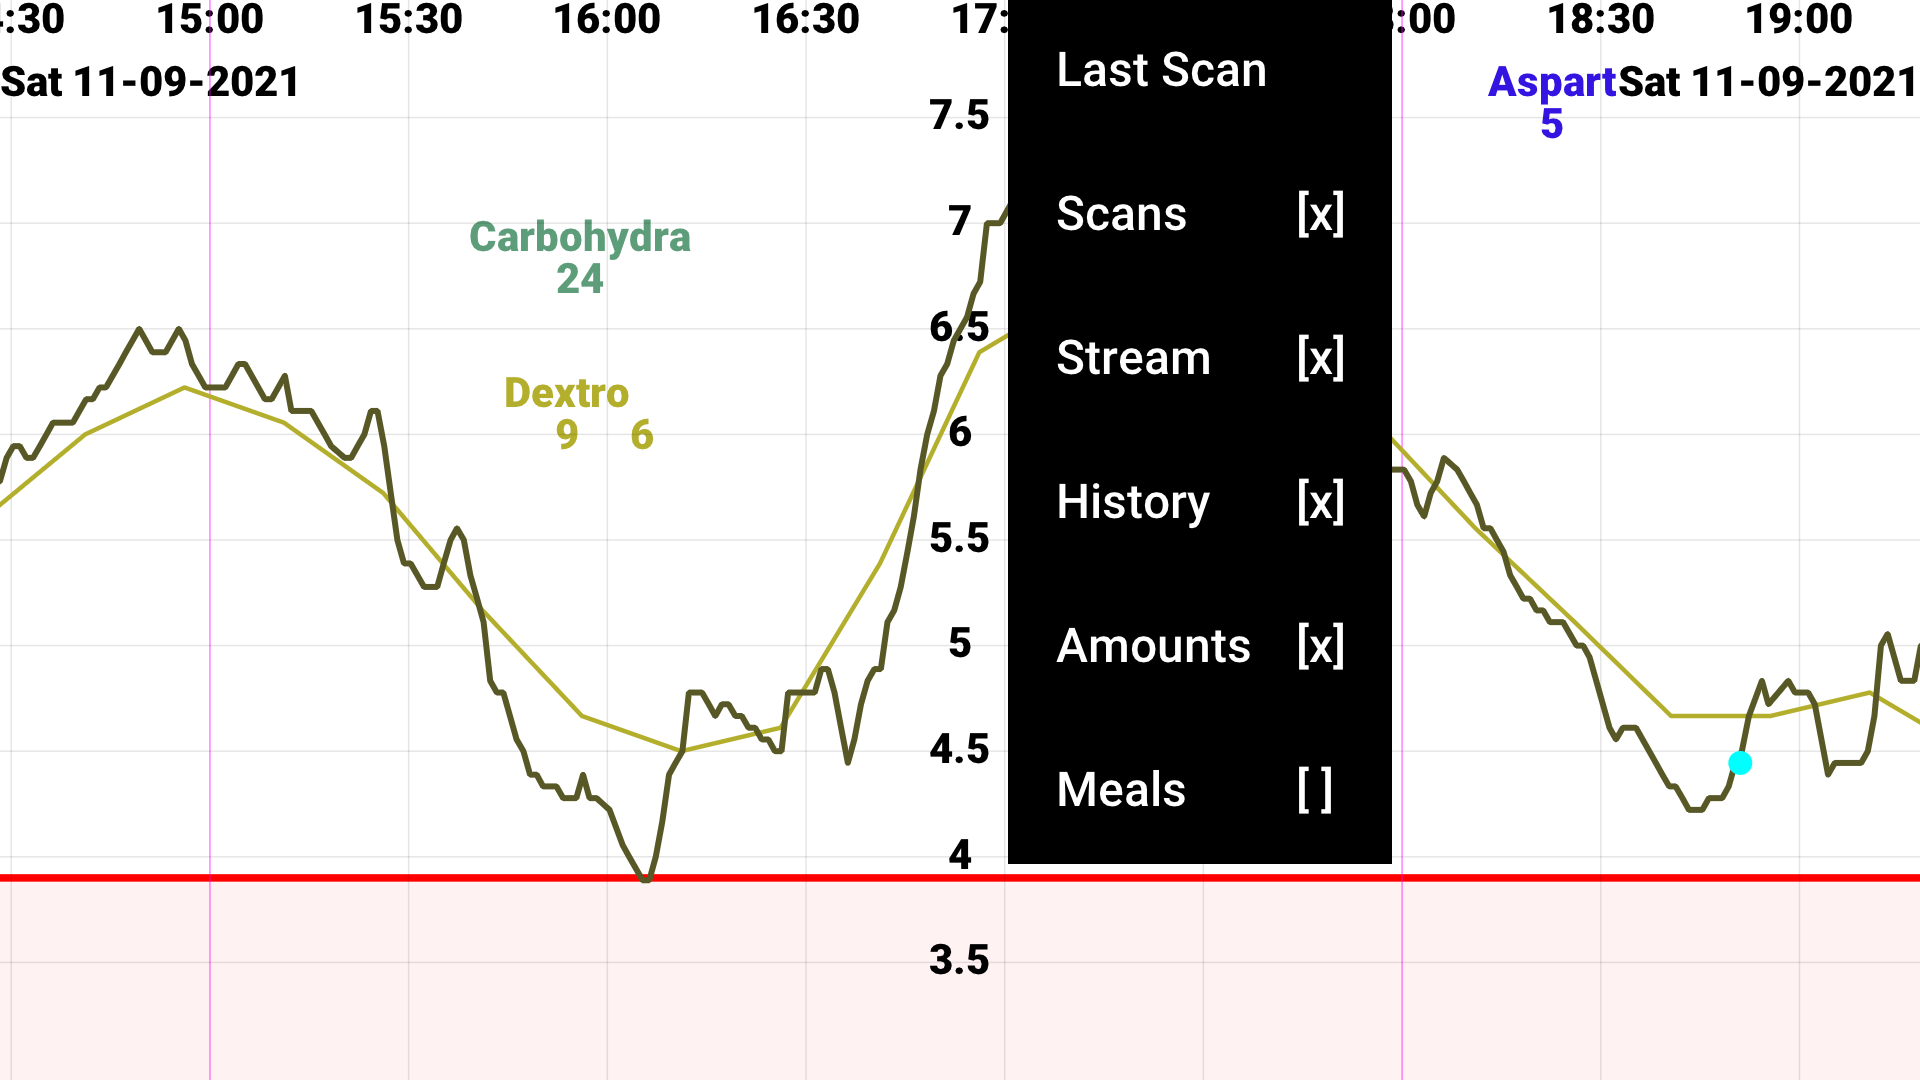 :30 15:00 15:30 16:00 16:30 17: :00 18:30 19:00
Sat 11-09-2021
AspartSat 11-09-2021
5
7.5
7
6.5
6
5.5
5
4.5
4
3.5
Carbohydra
24
Dextro
9 6
Last Scan
Scans [x]
Stream [x]
History [x]
Amounts [x]
Meals [ ]